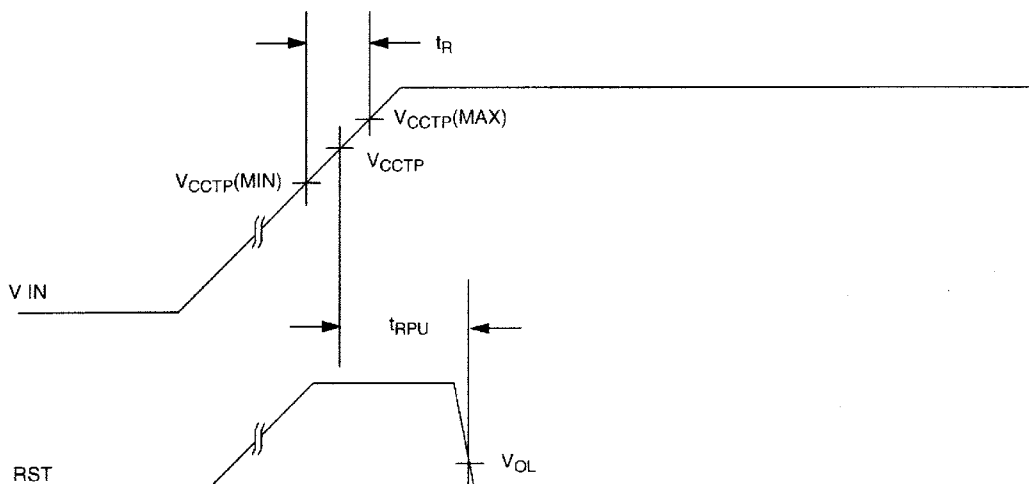 tR
VCCTP(MAX)
VCCTP
VCCTP(MIN)
V IN
tRPU
VOL
RST